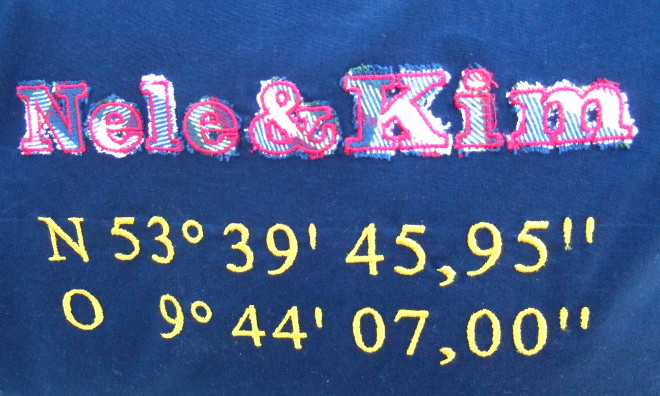 Nele & Kim
N 53° 39' 45,95"
O 9° 44' 07,00"